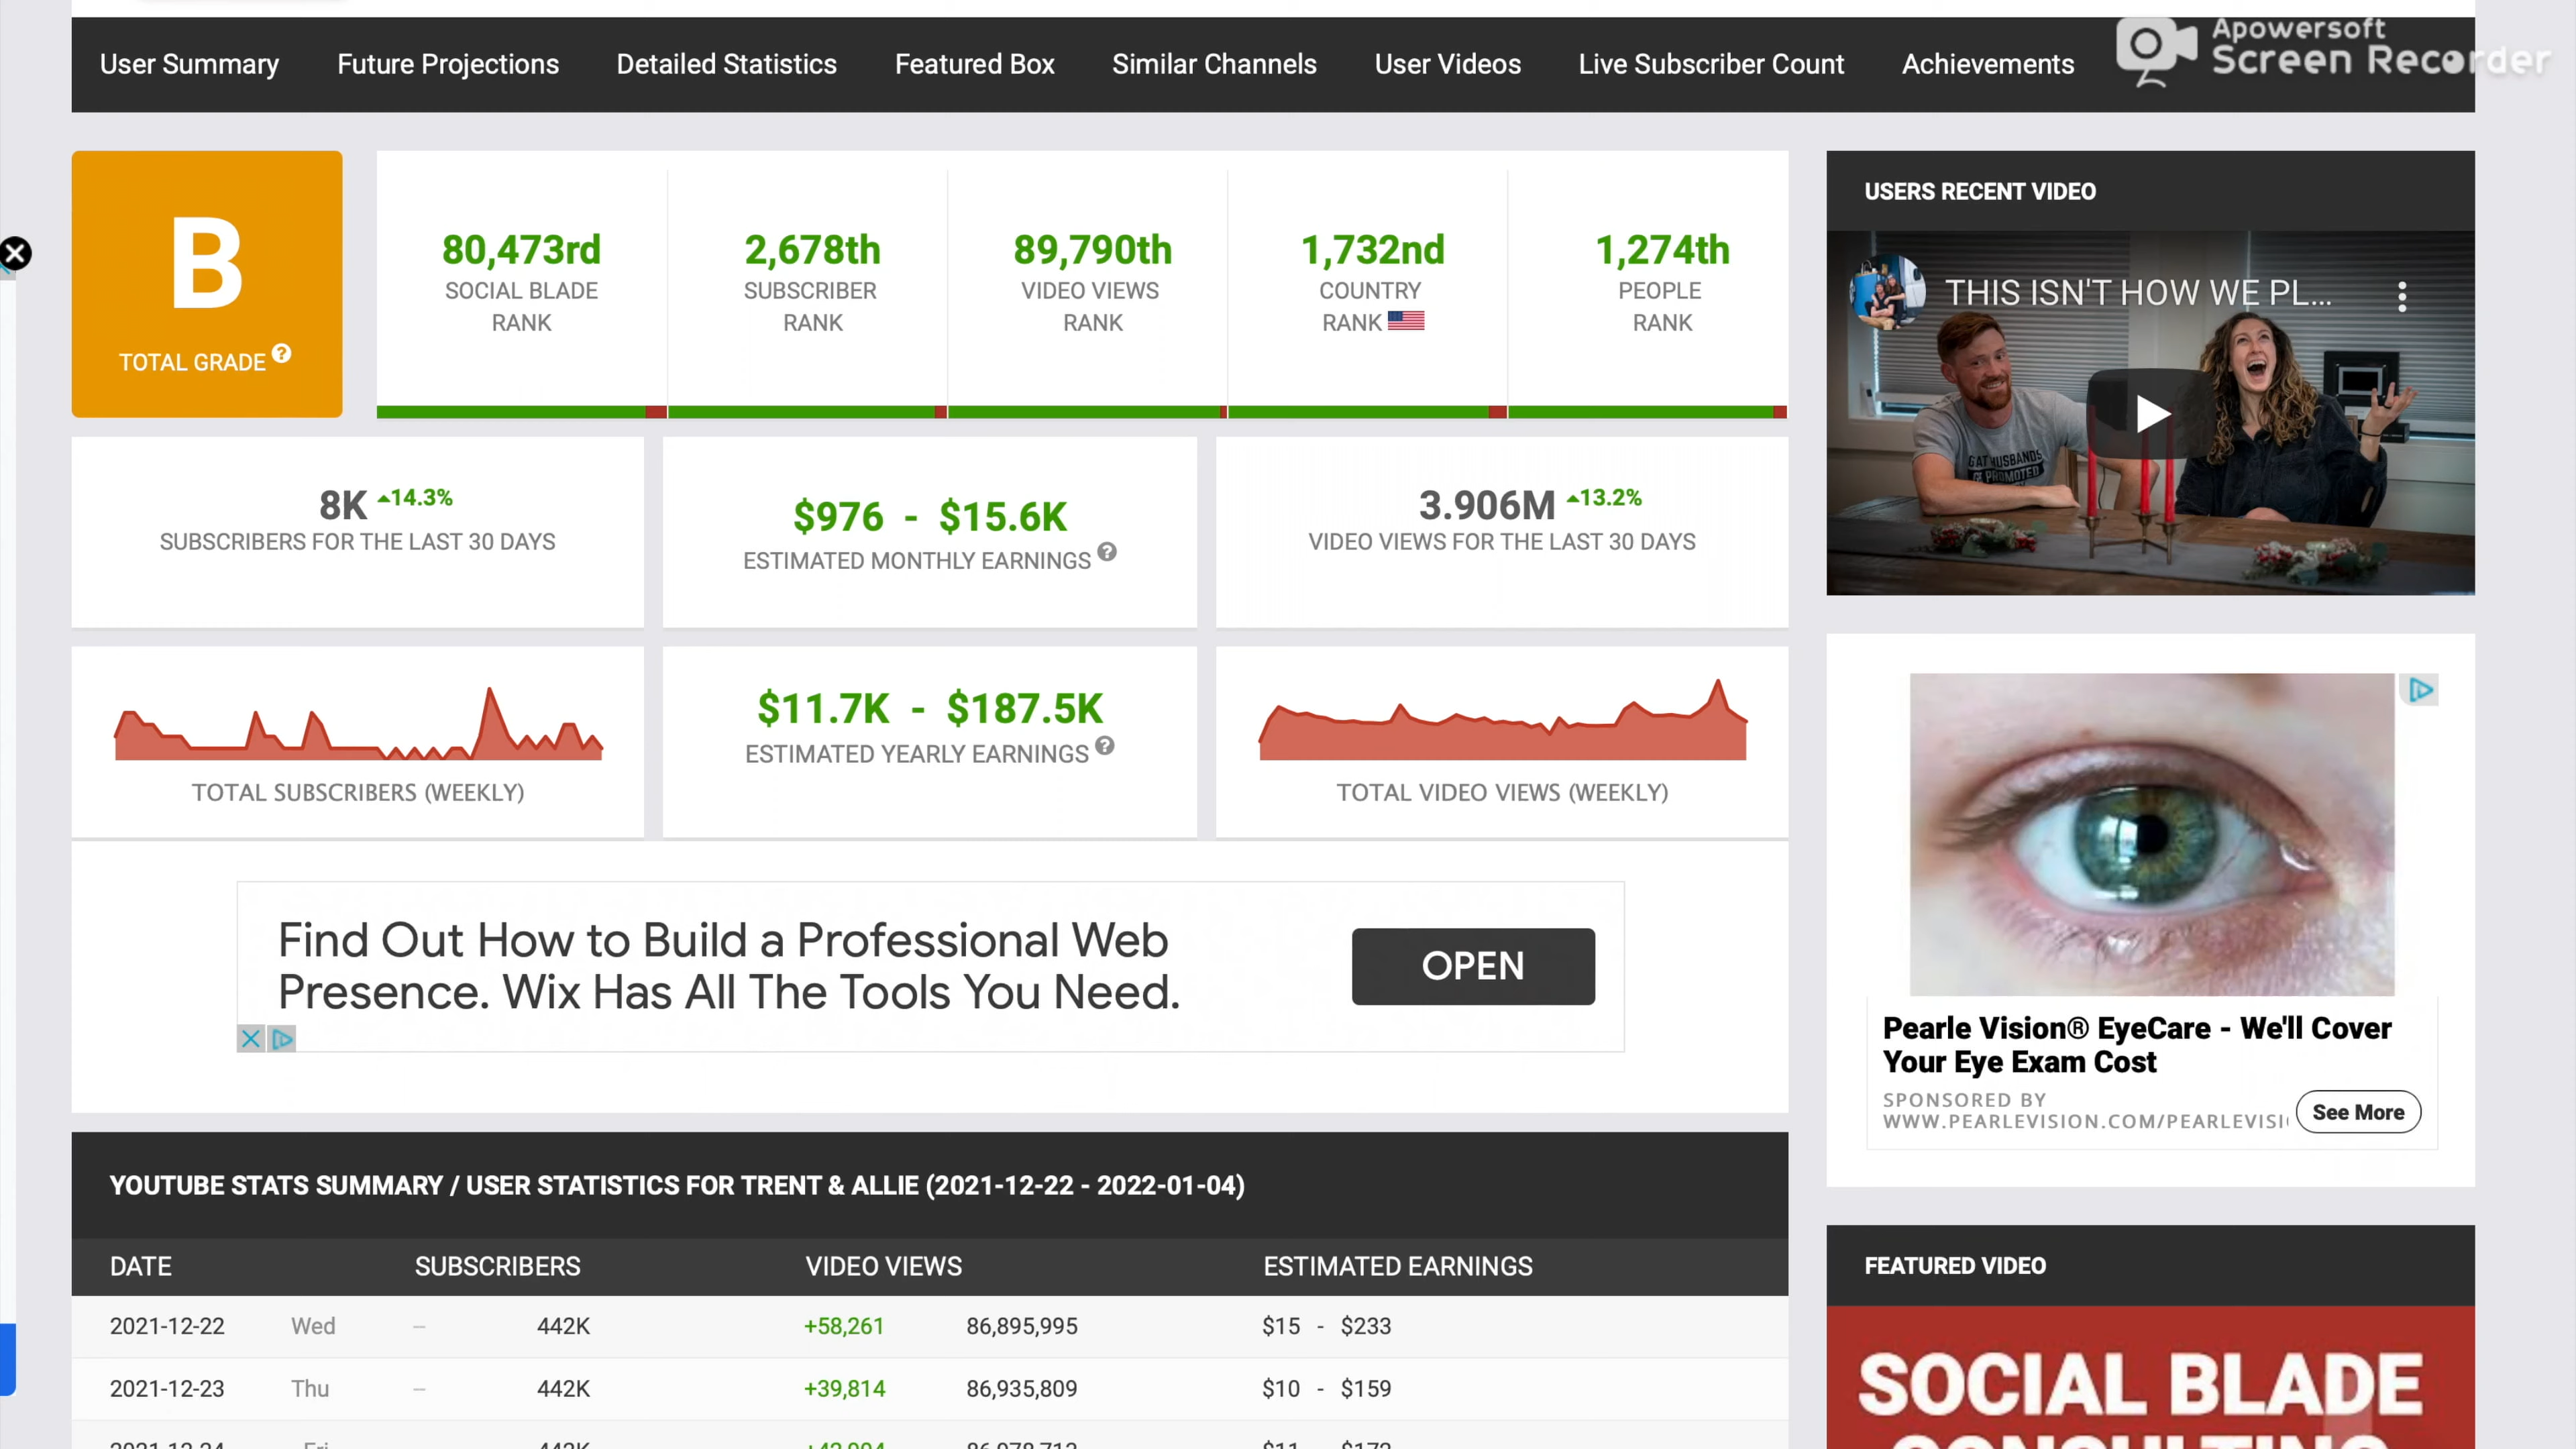 Apowersoft
Screen Recorder
User Summary Future Projections Detailed Statistics Featured Box Similar Channels User Videos Live Subscriber Count Achievements
B
TOTAL GRADE ?
80,473rd
SOCIAL BLADE
RANK
2,678th
SUBSCRIBER
RANK
89,790th
VIDEO VIEWS
RANK
1,732nd
COUNTRY
RANK
1,274th
PEOPLE
RANK
8K 14.3%
SUBSCRIBERS FOR THE LAST 30 DAYS
$976 - $15.6K
ESTIMATED MONTHLY EARNINGS ?
3.906M 13.2%
VIDEO VIEWS FOR THE LAST 30 DAYS
TOTAL SUBSCRIBERS (WEEKLY)
$11.7K - $187.5K
ESTIMATED YEARLY EARNINGS ?
TOTAL VIDEO VIEWS (WEEKLY)
Find Out How to Build a Professional Web
Presence. Wix Has All The Tools You Need.
OPEN
YOUTUBE STATS SUMMARY / USER STATISTICS FOR TRENT & ALLIE (2021-12-22 - 2022-01-04)
DATE SUBSCRIBERS VIDEO VIEWS ESTIMATED EARNINGS
2021-12-22 Wed – 442K +58,261 86,895,995 $15 - $233
2021-12-23 Thu – 442K +39,814 86,935,809 $10 - $159
USERS RECENT VIDEO
THIS ISN'T HOW WE PL...
HUSBANDS
PROMOTED
Pearle Vision® EyeCare - We'll Cover
Your Eye Exam Cost
SPONSORED BY
WWW.PEARLEVISION.COM/PEARLEVISI
See More
FEATURED VIDEO
SOCIAL BLADE
CONSULTING